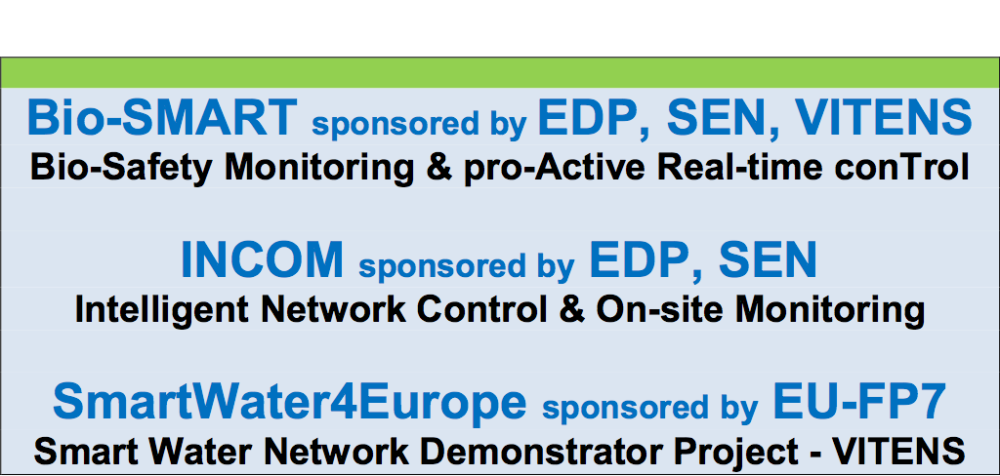 Bio-SMART sponsored by EDP, SEN, VITENS
Bio-Safety Monitoring & pro-Active Real-time conTrol
INCOM sponsored by EDP, SEN
Intelligent Network Control & On-site Monitoring
SmartWater4Europe sponsored by EU-FP7
Smart Water Network Demonstrator Project - VITENS